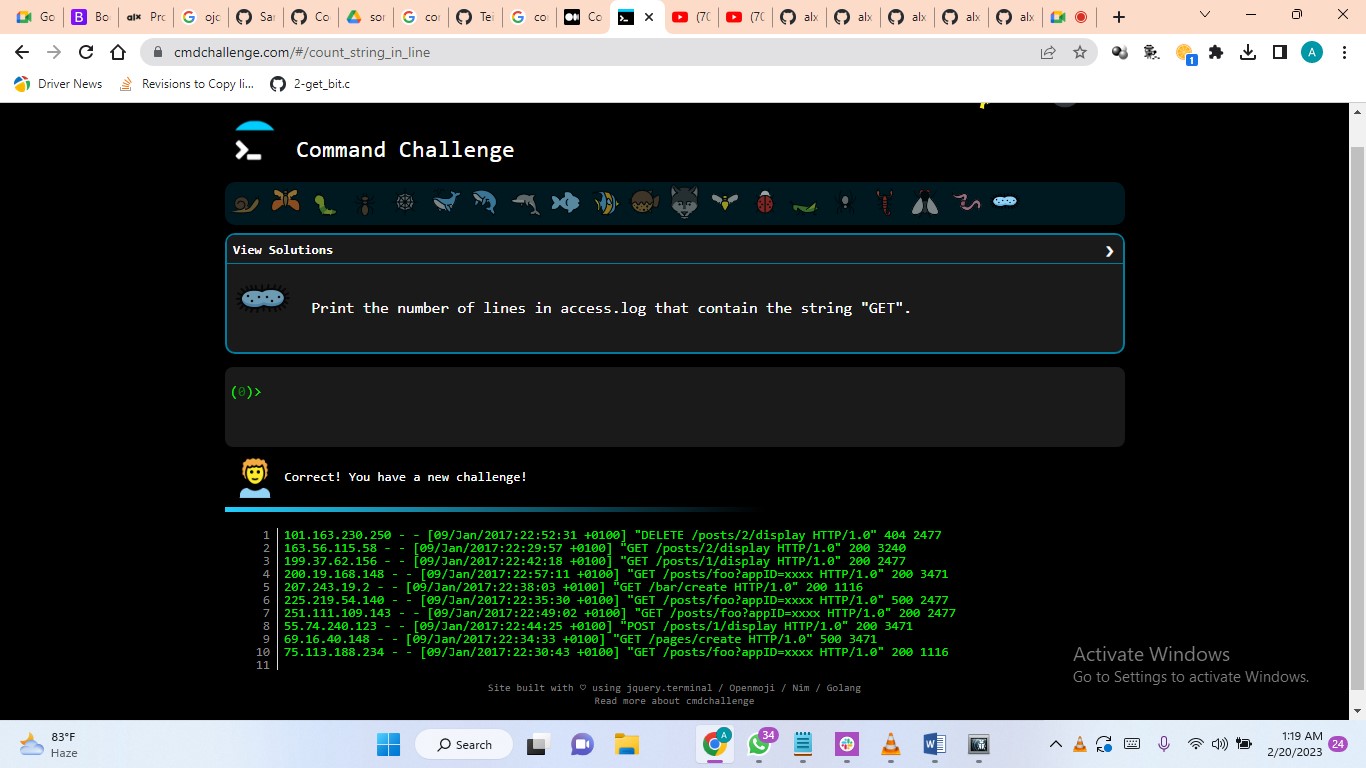 Go
Bo
alx Pro
ojo
Sar
Co
sor
cor
Tei
co
Co
(70
(70
alx
alx
alx
alx
cmdchallenge.com/#/count_string_in_line
1
A
Driver News
Revisions to Copy li...
2-get_bit.c
Command Challenge
View Solutions
Print the number of lines in access.log that contain the string "GET".
(0)>
Correct! You have a new challenge!
1 101.163.230.250 - - [09/Jan/2017:22:52:31 +0100] "DELETE /posts/2/display HTTP/1.0" 404 2477
2 163.56.115.58 - - [09/Jan/2017:22:29:57 +0100] "GET /posts/2/display HTTP/1.0" 200 3240
3 199.37.62.156 - - [09/Jan/2017:22:42:18 +0100] "GET /posts/1/display HTTP/1.0" 200 2477
4 200.19.168.148 - - [09/Jan/2017:22:57:11 +0100] "GET /posts/foo?appID=xxxx HTTP/1.0" 200 3471
5 207.243.19.2 - - [09/Jan/2017:22:38:03 +0100] "GET /bar/create HTTP/1.0" 200 1116
6 225.219.54.140 - - [09/Jan/2017:22:35:30 +0100] "GET /posts/foo?appID=xxxx HTTP/1.0" 500 2477
7 251.111.109.143 - - [09/Jan/2017:22:49:02 +0100] "GET /posts/foo?appID=xxxx HTTP/1.0" 200 2477
8 55.74.240.123 - - [09/Jan/2017:22:44:25 +0100] "POST /posts/1/display HTTP/1.0" 200 3471
9 69.16.40.148 - - [09/Jan/2017:22:34:33 +0100] "GET /pages/create HTTP/1.0" 500 3471
10 75.113.188.234 - - [09/Jan/2017:22:30:43 +0100] "GET /posts/foo?appID=xxxx HTTP/1.0" 200 1116
11
Site built with ♡ using jquery.terminal / Openmoji / Nim / Golang
Read more about cmdchallenge
Activate Windows
Go to Settings to activate Windows.
83°F
Haze
Search
A
34
1:19 AM
2/20/2023
24